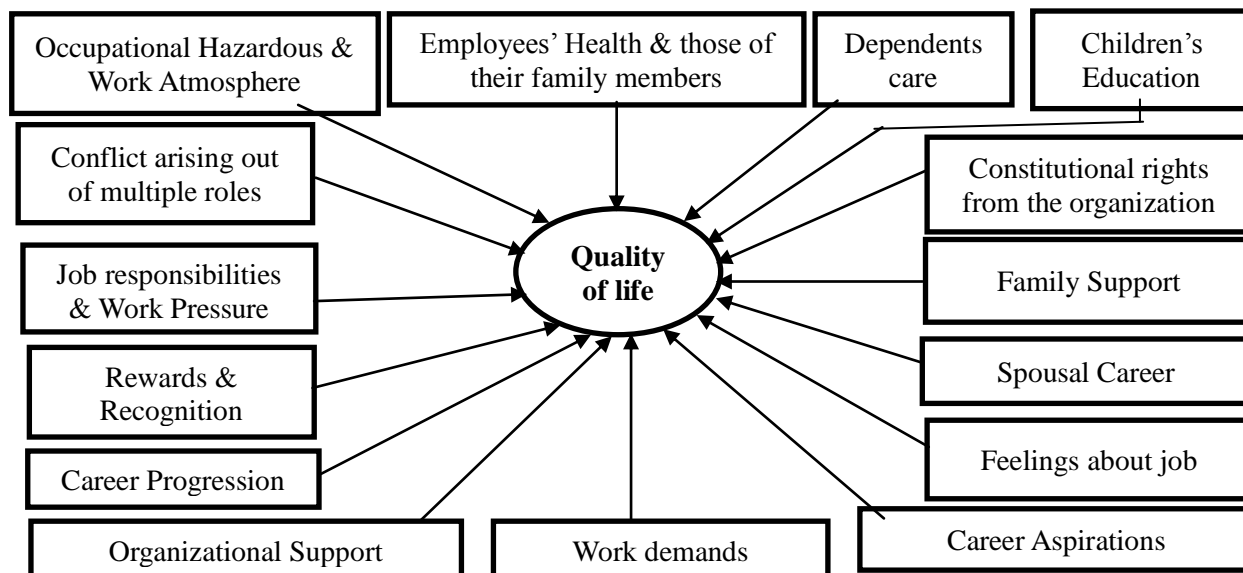 Occupational Hazardous &
Work Atmosphere
Employees’ Health & those of
their family members
Dependents
care
Children’s
Education
Conflict arising out
of multiple roles
Constitutional rights
from the organization
Quality
of life
Job responsibilities
& Work Pressure
Family Support
Rewards &
Recognition
Spousal Career
Career Progression
Feelings about job
Organizational Support
Work demands
Career Aspirations